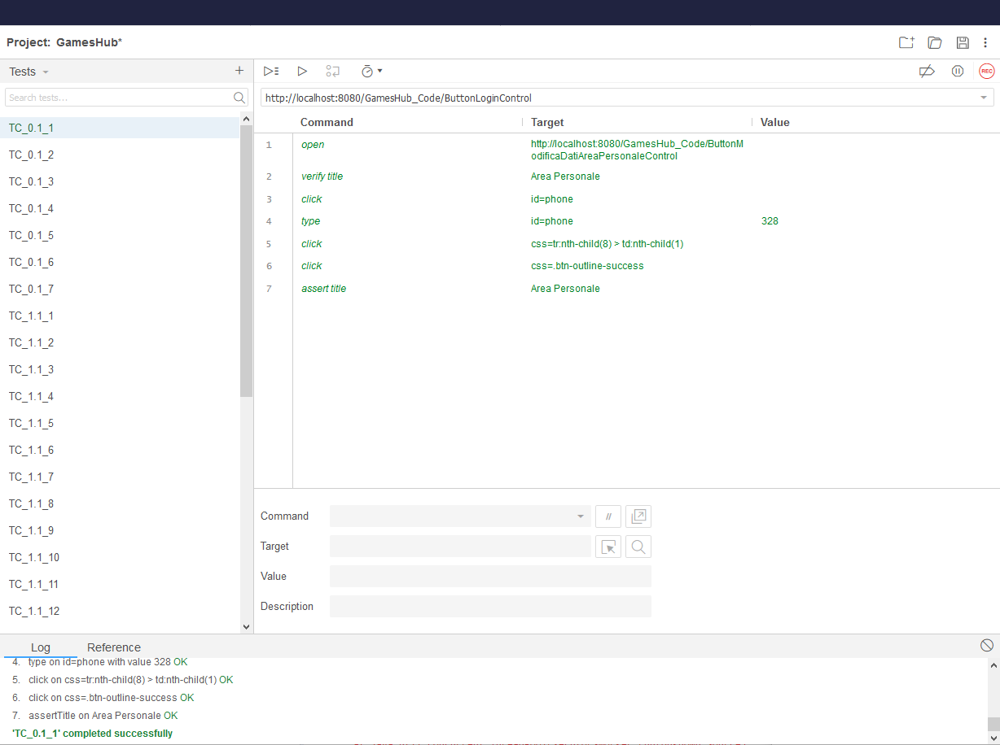 Project: GamesHub*
Tests
+
Search tests...
TC_0.1_1
TC_0.1_2
TC_0.1_3
TC_0.1_4
TC_0.1_5
TC_0.1_6
TC_0.1_7
TC_1.1_1
TC_1.1_2
TC_1.1_3
TC_1.1_4
TC_1.1_5
TC_1.1_6
TC_1.1_7
TC_1.1_8
TC_1.1_9
TC_1.1_10
TC_1.1_11
TC_1.1_12
REC
http://localhost:8080/GamesHub_Code/ButtonLoginControl
Command Target Value
1 open http://localhost:8080/GamesHub_Code/ButtonM
odificaDatiAreaPersonaleControl
2 verify title Area Personale
3 click id=phone
4 type id=phone 328
5 click css=tr:nth-child(8) > td:nth-child(1)
6 click css=.btn-outline-success
7 assert title Area Personale
Command //
Target
Value
Description
Log Reference
4. type on id=phone with value 328 OK
5. click on css=tr:nth-child(8) > td:nth-child(1) OK
6. click on css=.btn-outline-success OK
7. assertTitle on Area Personale OK
'TC_0.1_1' completed successfully